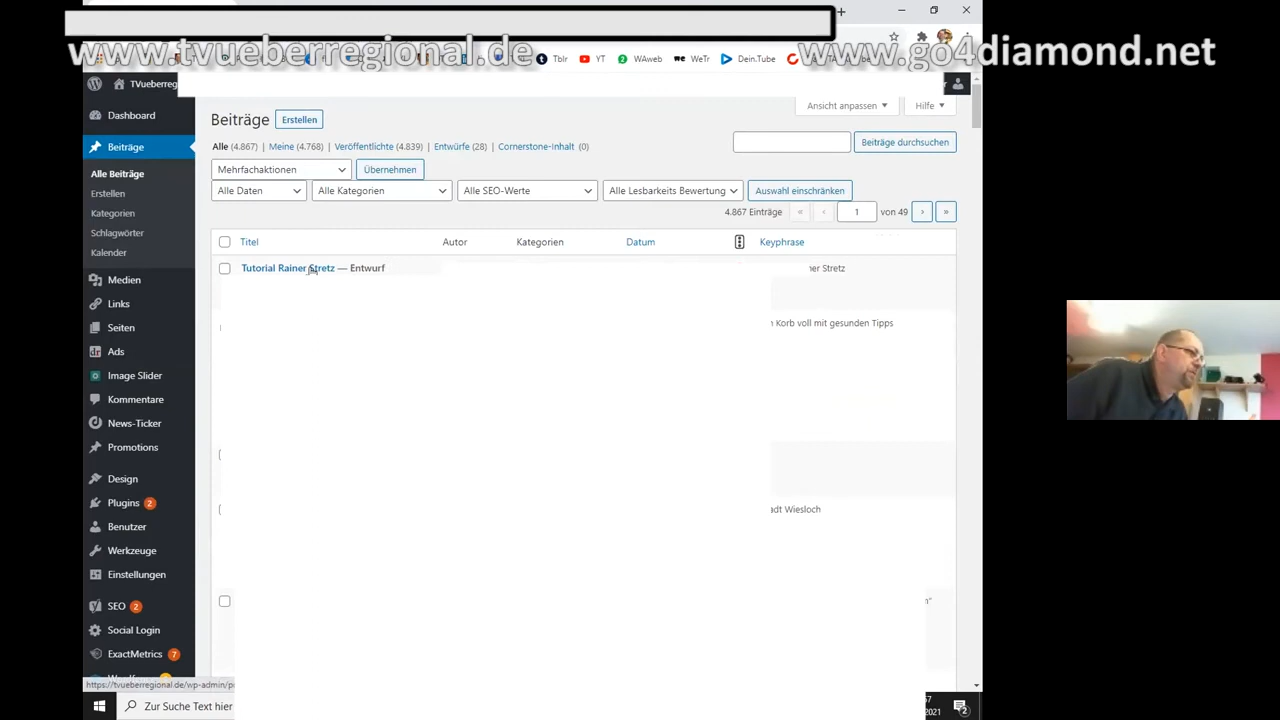 www.tvueberregional.de
www.go4diamond.net
Tblr YT WAweb WeTr Dein.Tube
TVueberreg
Ansicht anpassen Hilfe
Dashboard
Beiträge Erstellen
Beiträge
Alle (4.867) | Meine (4.768) | Veröffentlichte (4.839) | Entwürfe (28) | Cornerstone-Inhalt (0)
Beiträge durchsuchen
Mehrfachaktionen Übernehmen
Alle Beiträge
Alle Daten Alle Kategorien Alle SEO-Werte Alle Lesbarkeits Bewertung Auswahl einschränken
Erstellen
4.867 Einträge « ‹ 1 von 49 › »
Kategorien
Schlagwörter
Kalender
Titel Autor Kategorien Datum Keyphrase
Tutorial Rainer Stretz — Entwurf
ner Stretz
Medien
Links
Seiten
Korb voll mit gesunden Tipps
Ads
Image Slider
Kommentare
News-Ticker
Promotions
Design
Plugins 2
adt Wiesloch
Benutzer
Werkzeuge
Einstellungen
SEO 2
Social Login
ExactMetrics 7
https://tvueberregional.de/wp-admin/p
Zur Suche Text hier
2021
2